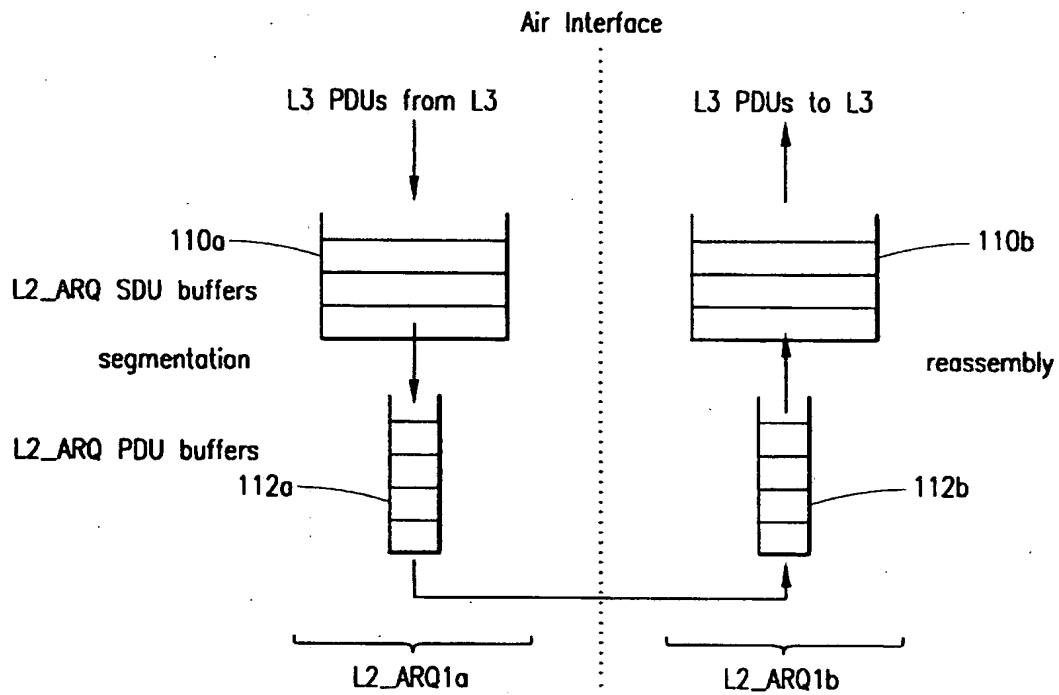 Air Interface
L3 PDUs from L3
L3 PDUs to L3
110a
110b
L2_ARQ SDU buffers
segmentation
reassembly
L2_ARQ PDU buffers
112a
112b
L2_ARQ1a
L2_ARQ1b